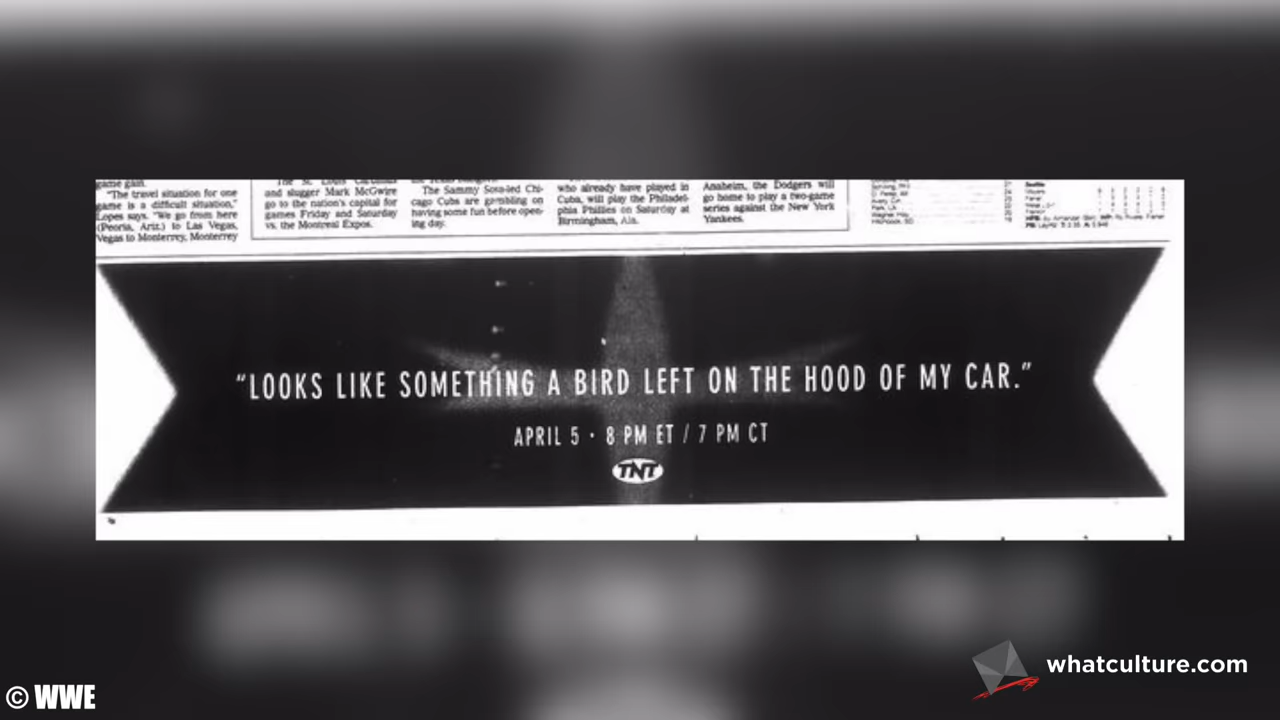 game gain.
"The travel situation for one
game is a difficult situation,"
Lopes says. "We go from here
(Peoria, Ariz.) to Las Vegas,
Vegas to Monterrey, Monterrey
The St. Louis Cardinals
and slugger Mark McGwire
go to the nation's capital for
games Friday and Saturday
vs. the Montreal Expos.
The Sammy Sosa-led Chi-
cago Cubs are gambling on
having some fun before open-
ing day.
who already have played in
Cuba, will play the Philadel-
phia Phillies on Saturday at
Birmingham, Ala.
Anaheim, the Dodgers will
go home to play a two-game
series against the New York
Yankees.
"LOOKS LIKE SOMETHING A BIRD LEFT ON THE HOOD OF MY CAR."
APRIL 5 · 8 PM ET / 7 PM CT
TNT
whatculture.com
© WWE